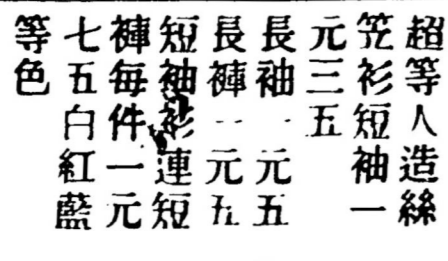 超等人造絲
笠衫短袖一
元三五
長袖一元五
長褲一元五
短袖衫連短
褲每件一元
七五白紅藍
等色